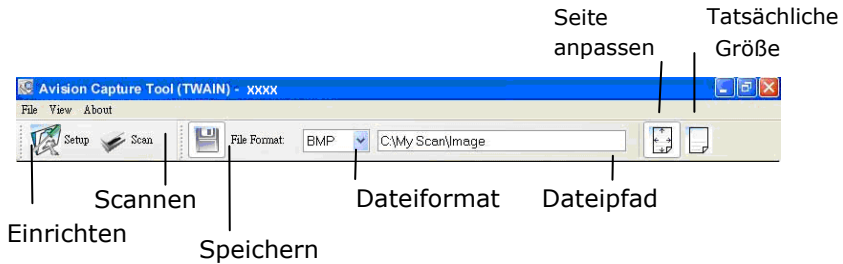 Seite anpassen
Tatsächliche Größe
Avision Capture Tool (TWAIN) - xxxx
File View About
Setup Scan File Format: BMP C:\My Scan\Image
Scannen
Dateiformat
Dateipfad
Einrichten
Speichern